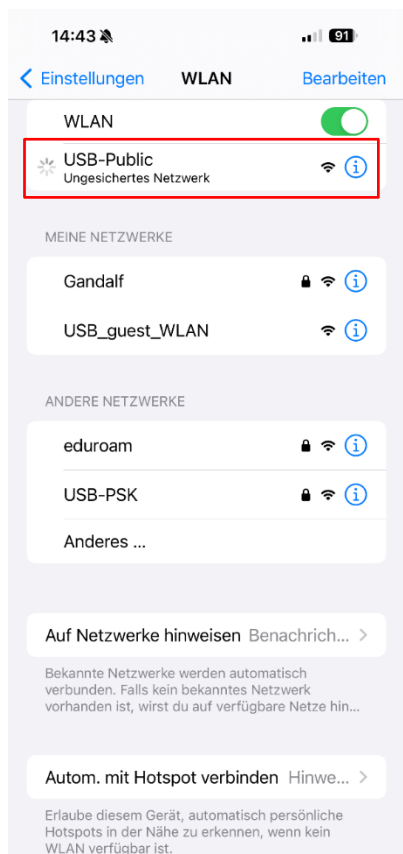 14:43
91
Einstellungen WLAN Bearbeiten
WLAN
USB-Public
Ungesichertes Netzwerk
MEINE NETZWERKE
Gandalf
USB_guest_WLAN
ANDERE NETZWERKE
eduroam
USB-PSK
Anderes ...
Auf Netzwerke hinweisen Benachrich...
Bekannte Netzwerke werden automatisch
verbunden. Falls kein bekanntes Netzwerk
vorhanden ist, wirst du auf verfügbare Netze hin...
Autom. mit Hotspot verbinden Hinwe...
Erlaube diesem Gerät, automatisch persönliche
Hotspots in der Nähe zu erkennen, wenn kein
WLAN verfügbar ist.